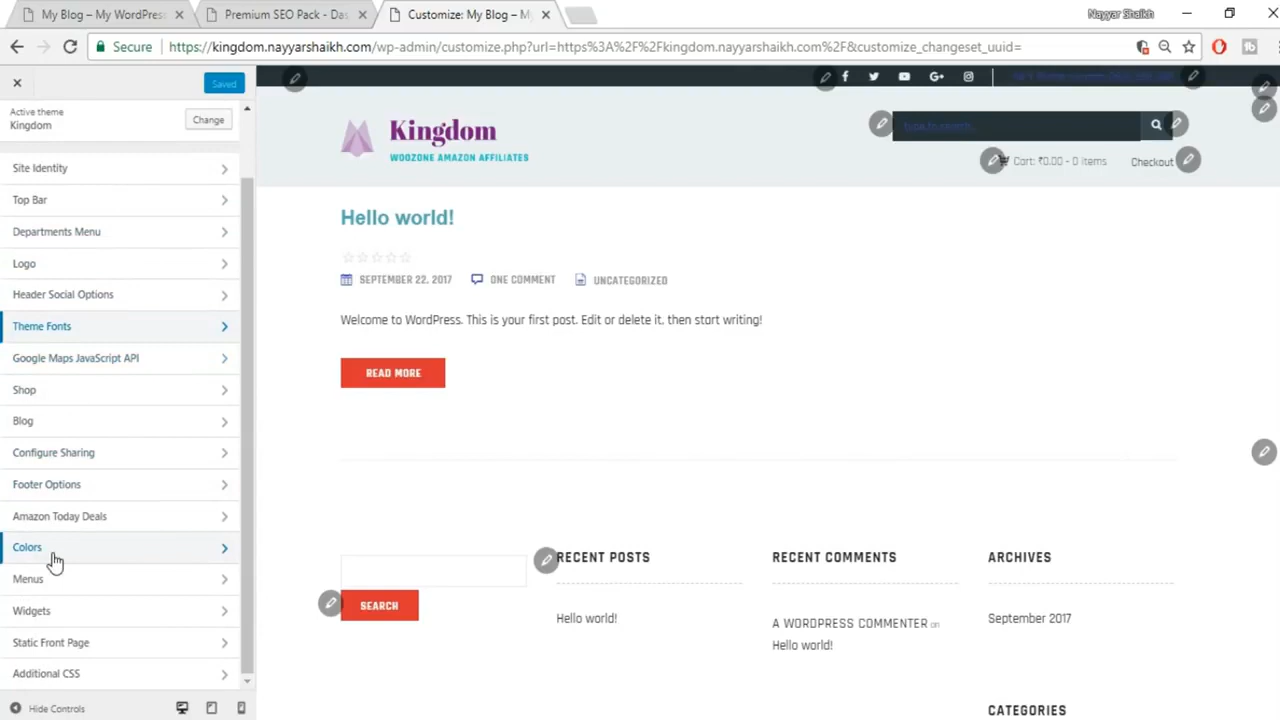 My Blog – My WordPress
Premium SEO Pack - Das
Customize: My Blog – M
Nayyar Shaikh
Secure
https://kingdom.nayyarshaikh.com/wp-admin/customize.php?url=https%3A%2F%2Fkingdom.nayyarshaikh.com%2F&customize_changeset_uuid=
Saved
Active theme
Kingdom
Change
Site Identity
Top Bar
Departments Menu
Logo
Header Social Options
Theme Fonts
Google Maps JavaScript API
Shop
Blog
Configure Sharing
Footer Options
Amazon Today Deals
Colors
Menus
Widgets
Static Front Page
Additional CSS
Hide Controls
Kingdom
WOOZONE AMAZON AFFILIATES
type to search...
Cart: ₹0.00 - 0 items
Checkout
Hello world!
SEPTEMBER 22, 2017
ONE COMMENT
UNCATEGORIZED
Welcome to WordPress. This is your first post. Edit or delete it, then start writing!
READ MORE
SEARCH
RECENT POSTS
Hello world!
RECENT COMMENTS
A WORDPRESS COMMENTER on
Hello world!
ARCHIVES
September 2017
CATEGORIES